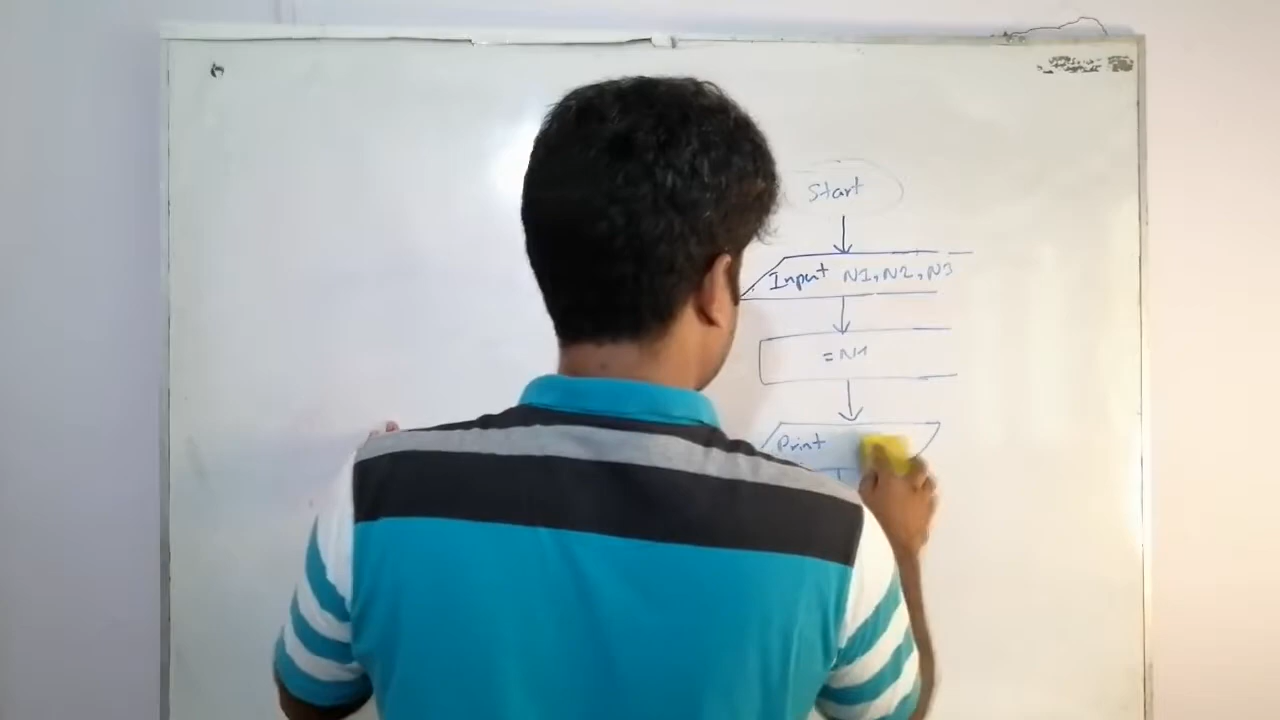 Start
Input N1, N2, N3
= N1
Print